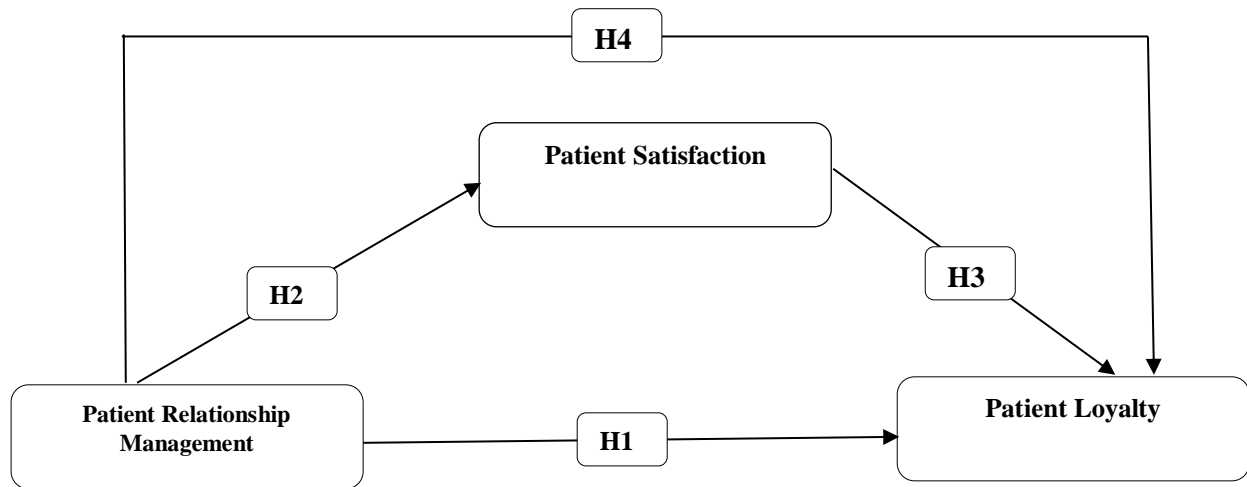 H4
Patient Satisfaction
H2
H3
Patient Relationship
Management
Patient Loyalty
H1